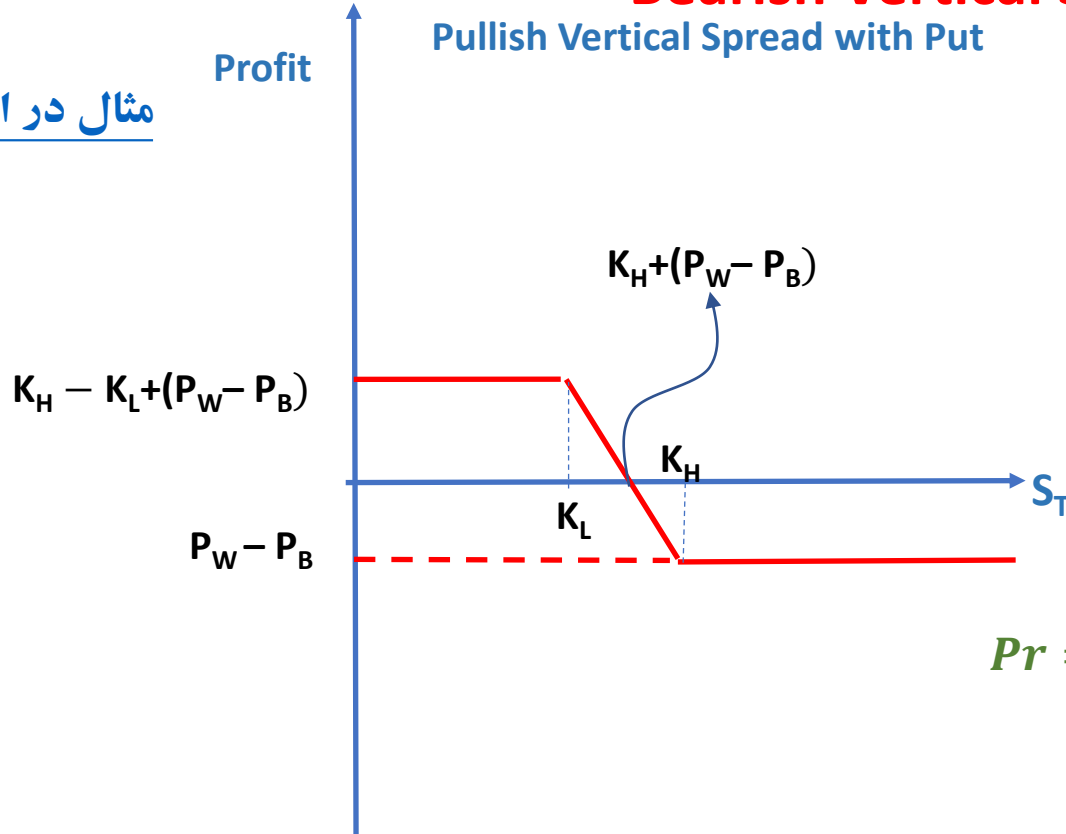 Pullish Vertical Spread with Put
Profit
مثال در
K_H+(P_W– P_B)
K_H – K_L+(P_W– P_B)
K_H
S_T
K_L
P_W – P_B
Pr